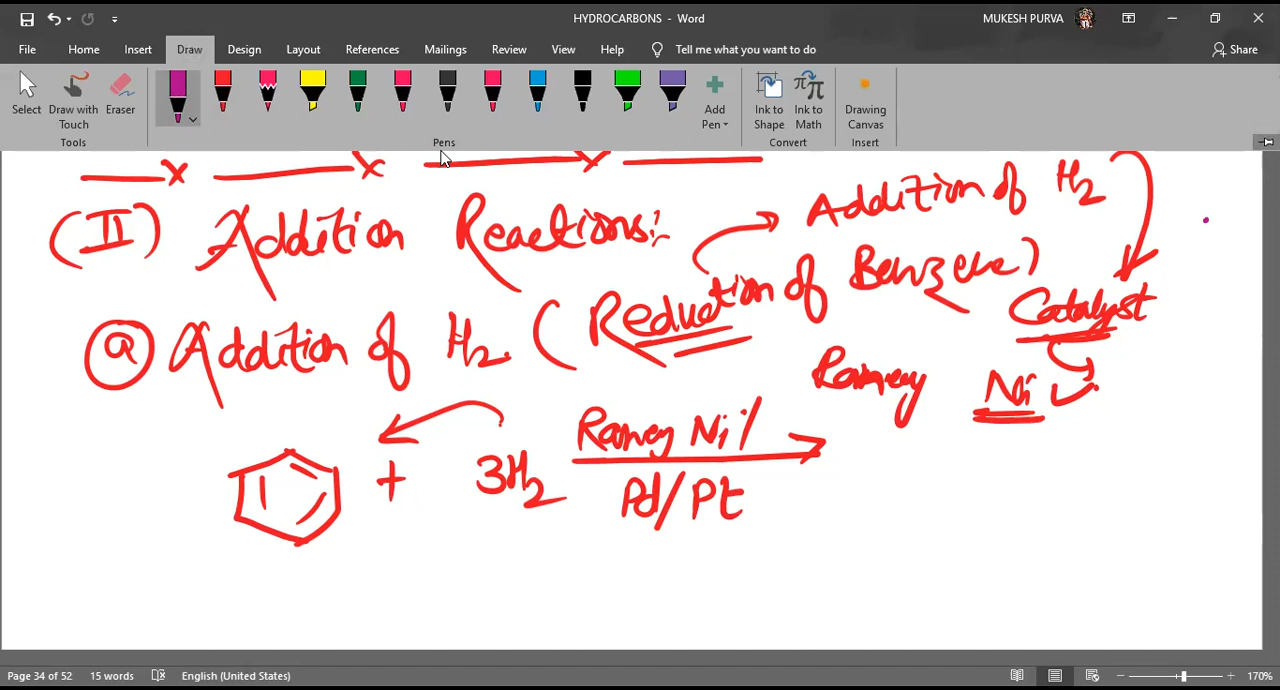 HYDROCARBONS - Word
MUKESH PURVA
File Home Insert Draw Design Layout References Mailings Review View Help Tell me what you want to do Share
Select Draw with Touch Eraser Add Pen Ink to Shape Ink to Math Drawing Canvas
Tools Pens Convert Insert
(II) Addition Reactions:
Addition of H2
Catalyst
Raney Ni
(a) Addition of H2. (Reduction of Benzene)
+ 3H2 Raney Ni/
Pd/Pt
Page 34 of 52 15 words English (United States) 170%